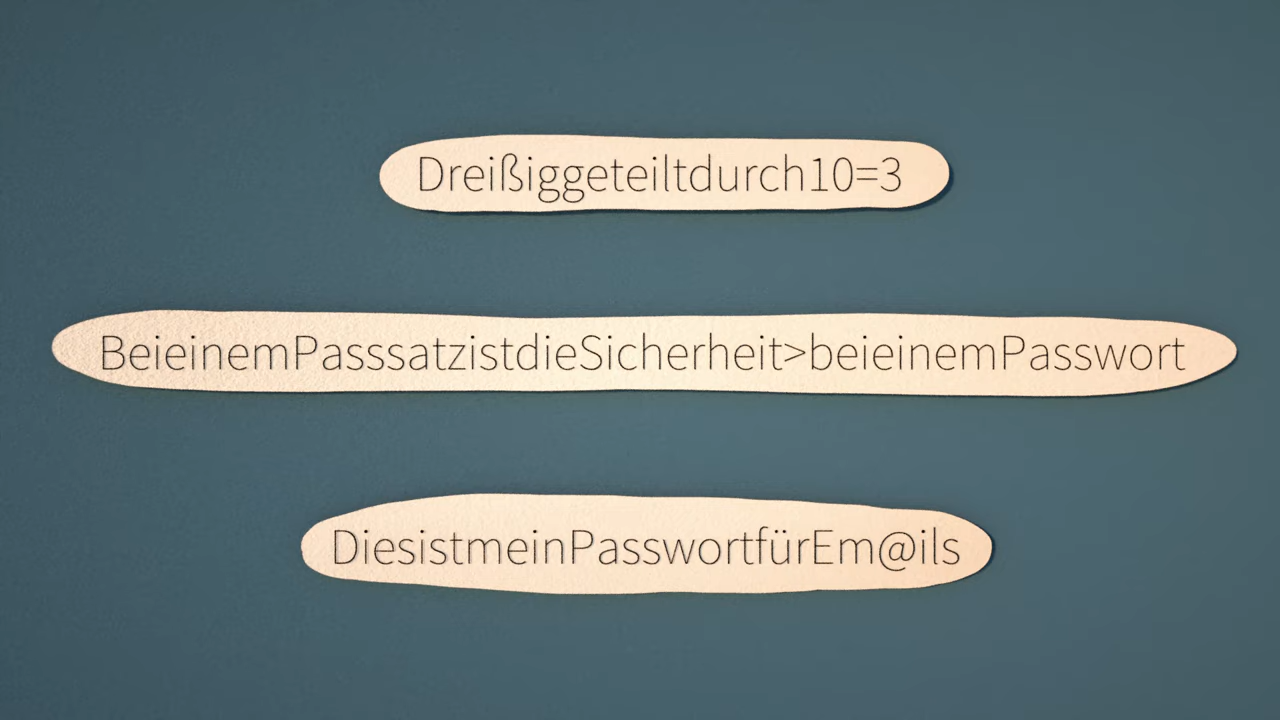 Dreißiggeteiltdurch10=3
BeieinemPasssatzistdieSicherheit>beieinemPasswort
DiesistmeinPasswortfürEm@ils